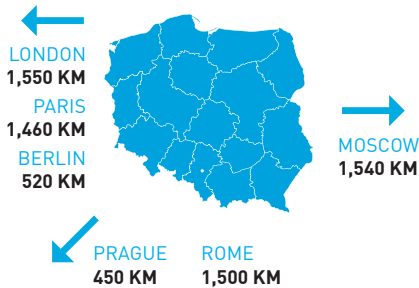 LONDON
1,550 KM
PARIS
1,460 KM
BERLIN
520 KM
MOSCOW
1,540 KM
PRAGUE
450 KM
ROME
1,500 KM